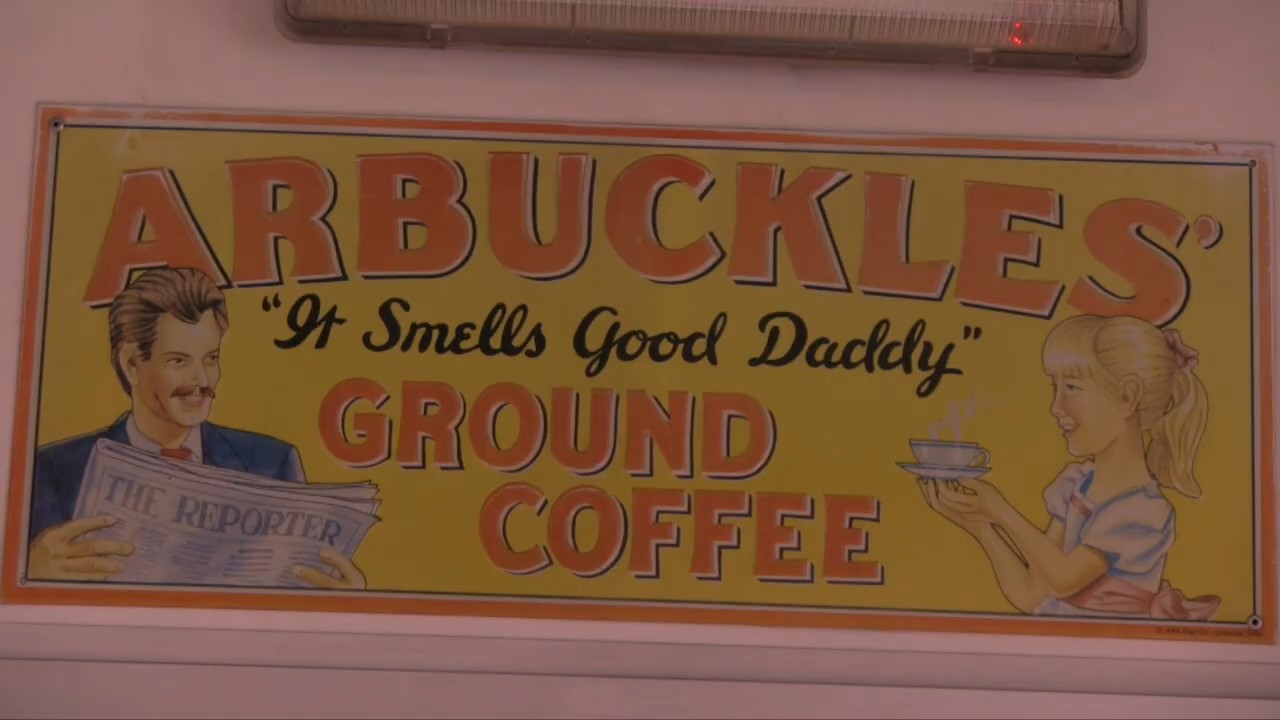 ARBUCKLES'
"It Smells Good Daddy"
GROUND
COFFEE
THE REPORTER